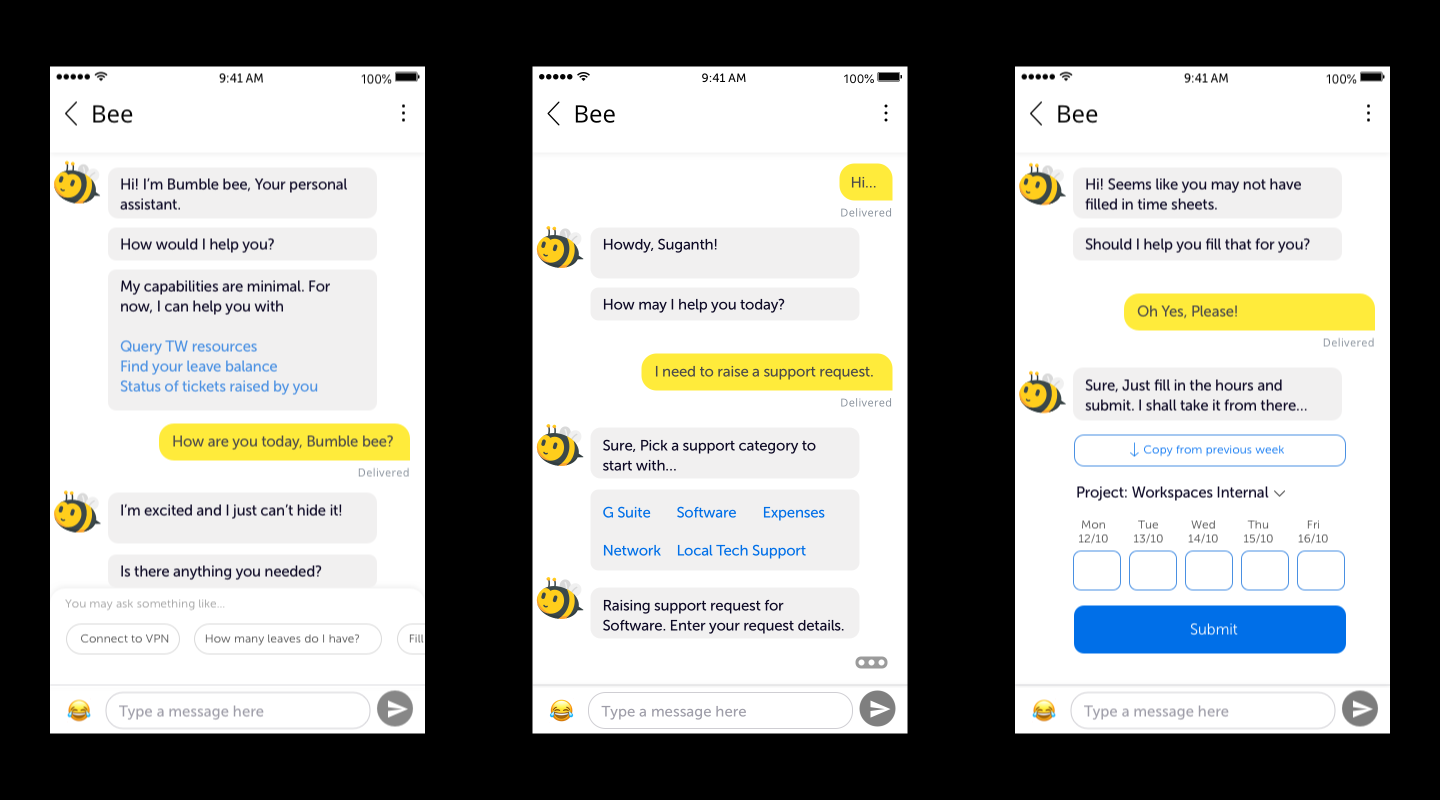 9:41 AM
100%
Bee
Hi! I’m Bumble bee, Your personal
assistant.
How would I help you?
My capabilities are minimal. For
now, I can help you with
Query TW resources
Find your leave balance
Status of tickets raised by you
How are you today, Bumble bee?
Delivered
I’m excited and I just can’t hide it!
Is there anything you needed?
You may ask something like...
Connect to VPN
How many leaves do I have?
Fill
Type a message here
9:41 AM
100%
Bee
Hi...
Delivered
Howdy, Suganth!
How may I help you today?
I need to raise a support request.
Delivered
Sure, Pick a support category to
start with...
G Suite Software Expenses
Network Local Tech Support
Raising support request for
Software. Enter your request details.
Type a message here
9:41 AM
100%
Bee
Hi! Seems like you may not have
filled in time sheets.
Should I help you fill that for you?
Oh Yes, Please!
Delivered
Sure, Just fill in the hours and
submit. I shall take it from there...
Copy from previous week
Project: Workspaces Internal
Mon Tue Wed Thu Fri
12/10 13/10 14/10 15/10 16/10
Submit
Type a message here